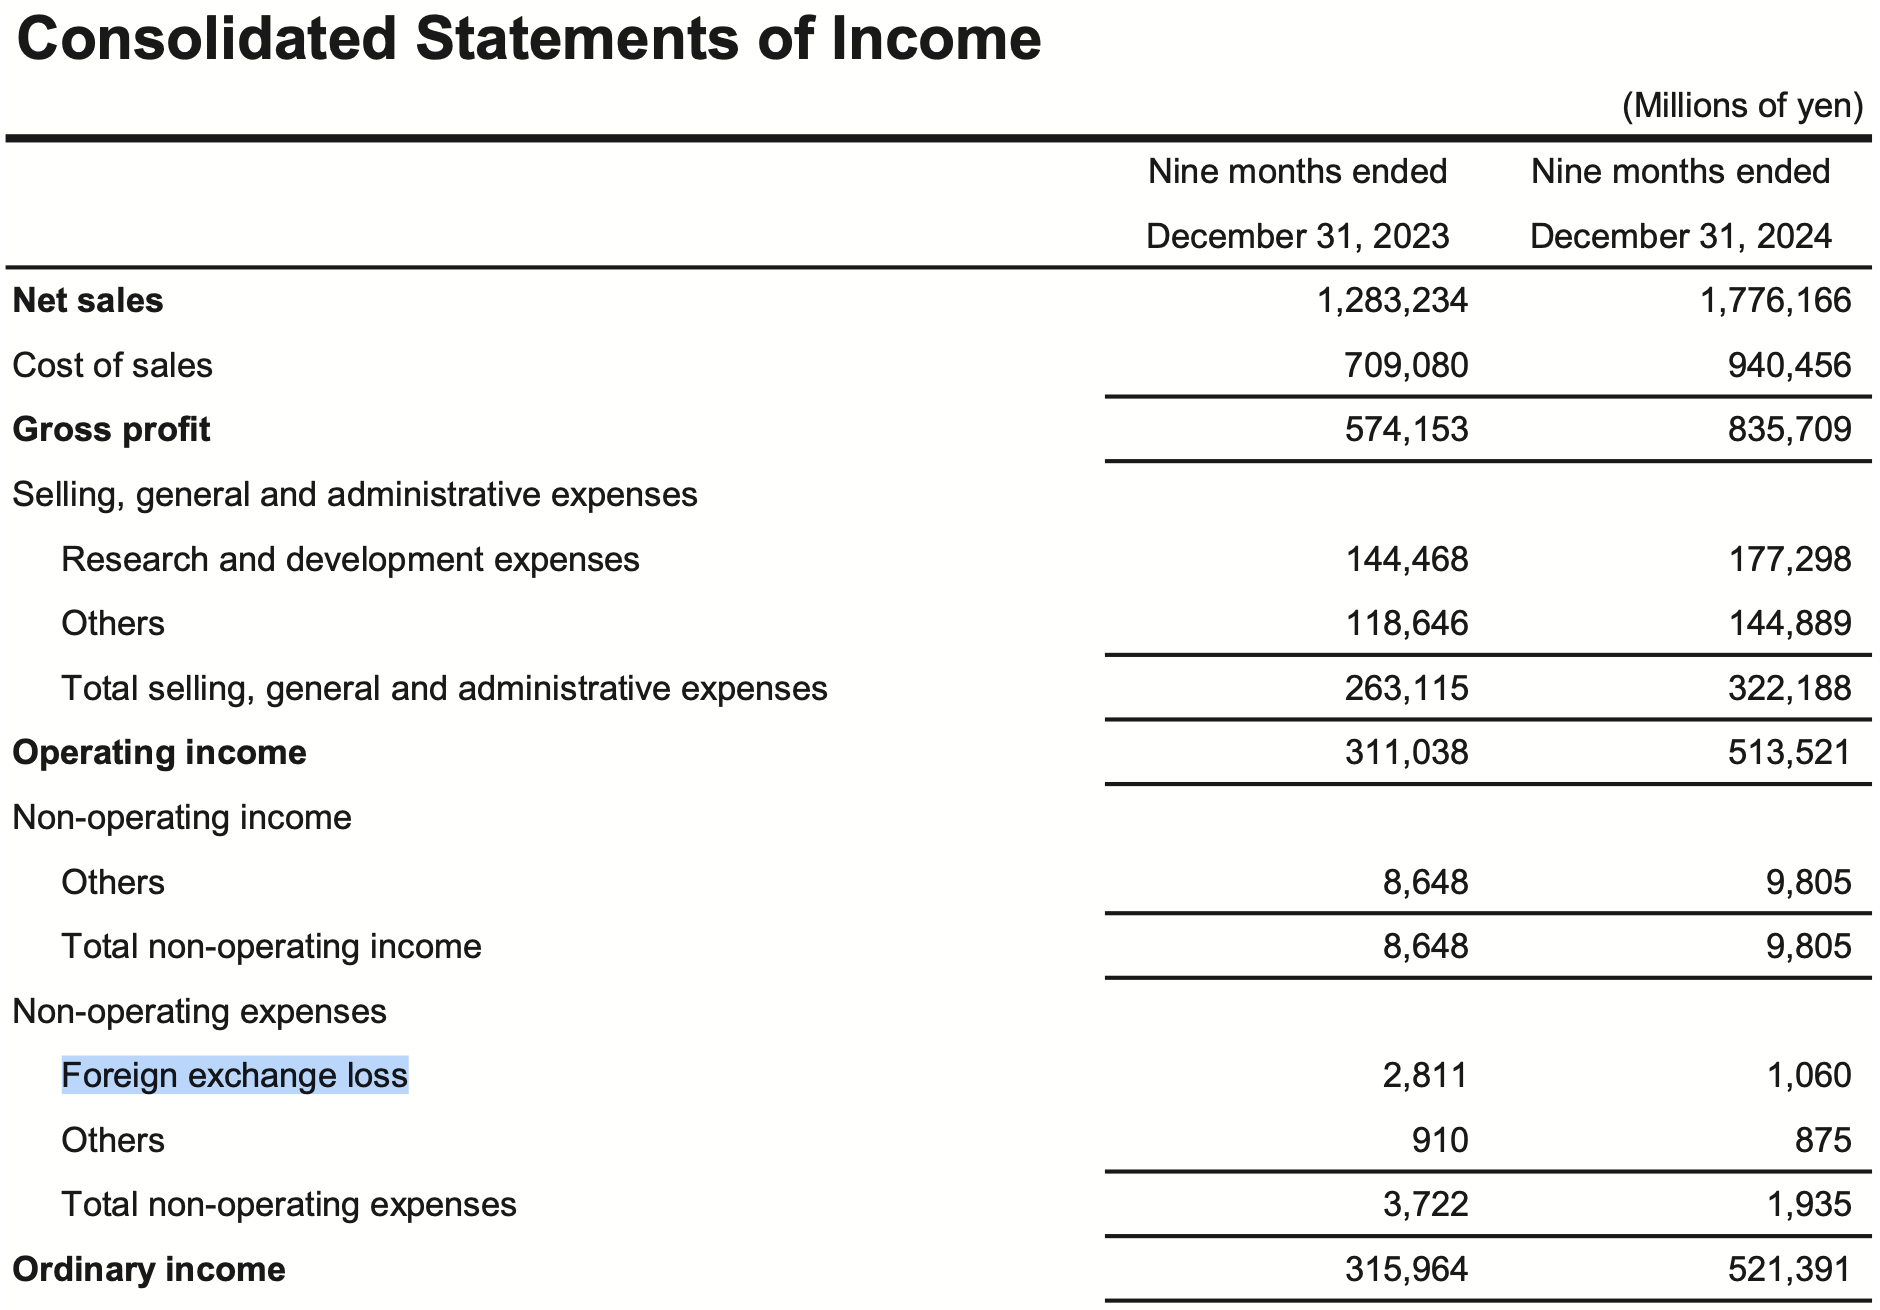 Consolidated Statements of Income
(Millions of yen)
Nine months ended Nine months ended
December 31, 2023 December 31, 2024
Net sales 1,283,234 1,776,166
Cost of sales 709,080 940,456
Gross profit 574,153 835,709
Selling, general and administrative expenses
Research and development expenses 144,468 177,298
Others 118,646 144,889
Total selling, general and administrative expenses 263,115 322,188
Operating income 311,038 513,521
Non-operating income
Others 8,648 9,805
Total non-operating income 8,648 9,805
Non-operating expenses
Foreign exchange loss 2,811 1,060
Others 910 875
Total non-operating expenses 3,722 1,935
Ordinary income 315,964 521,391